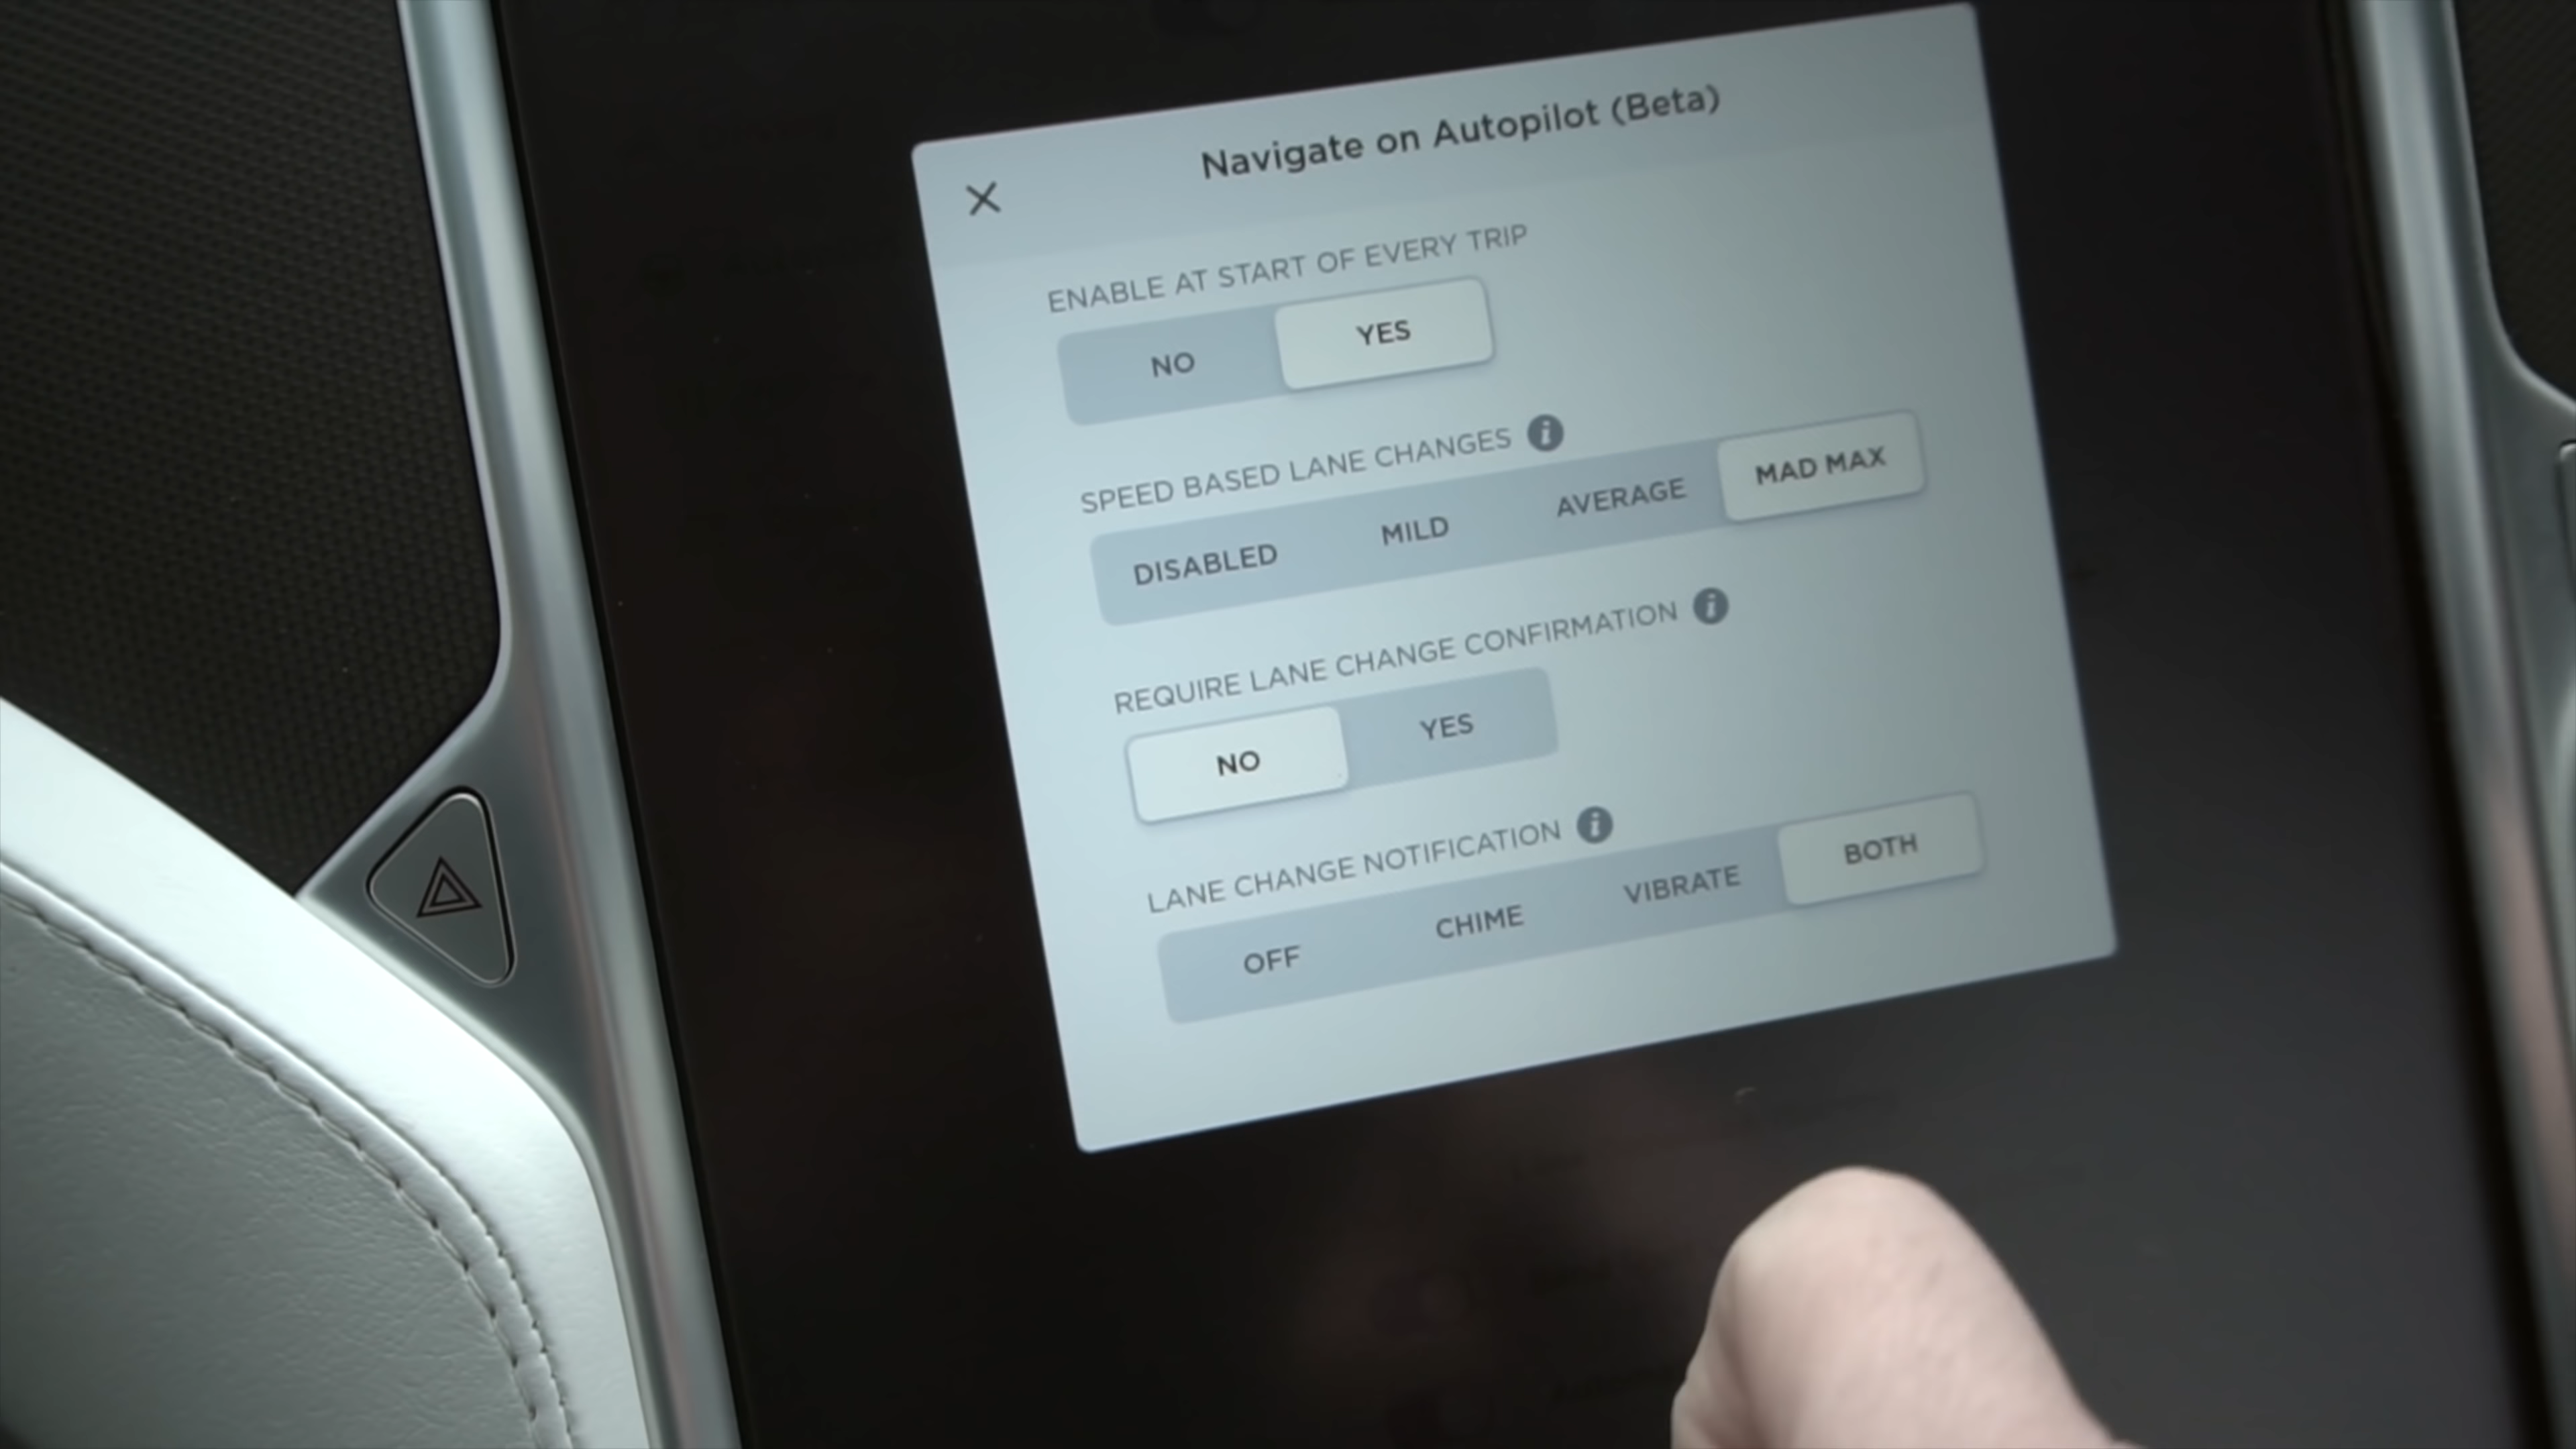 Navigate on Autopilot (Beta)
ENABLE AT START OF EVERY TRIP
NO YES
SPEED BASED LANE CHANGES i
DISABLED MILD AVERAGE MAD MAX
REQUIRE LANE CHANGE CONFIRMATION i
NO YES
LANE CHANGE NOTIFICATION i
OFF CHIME VIBRATE BOTH